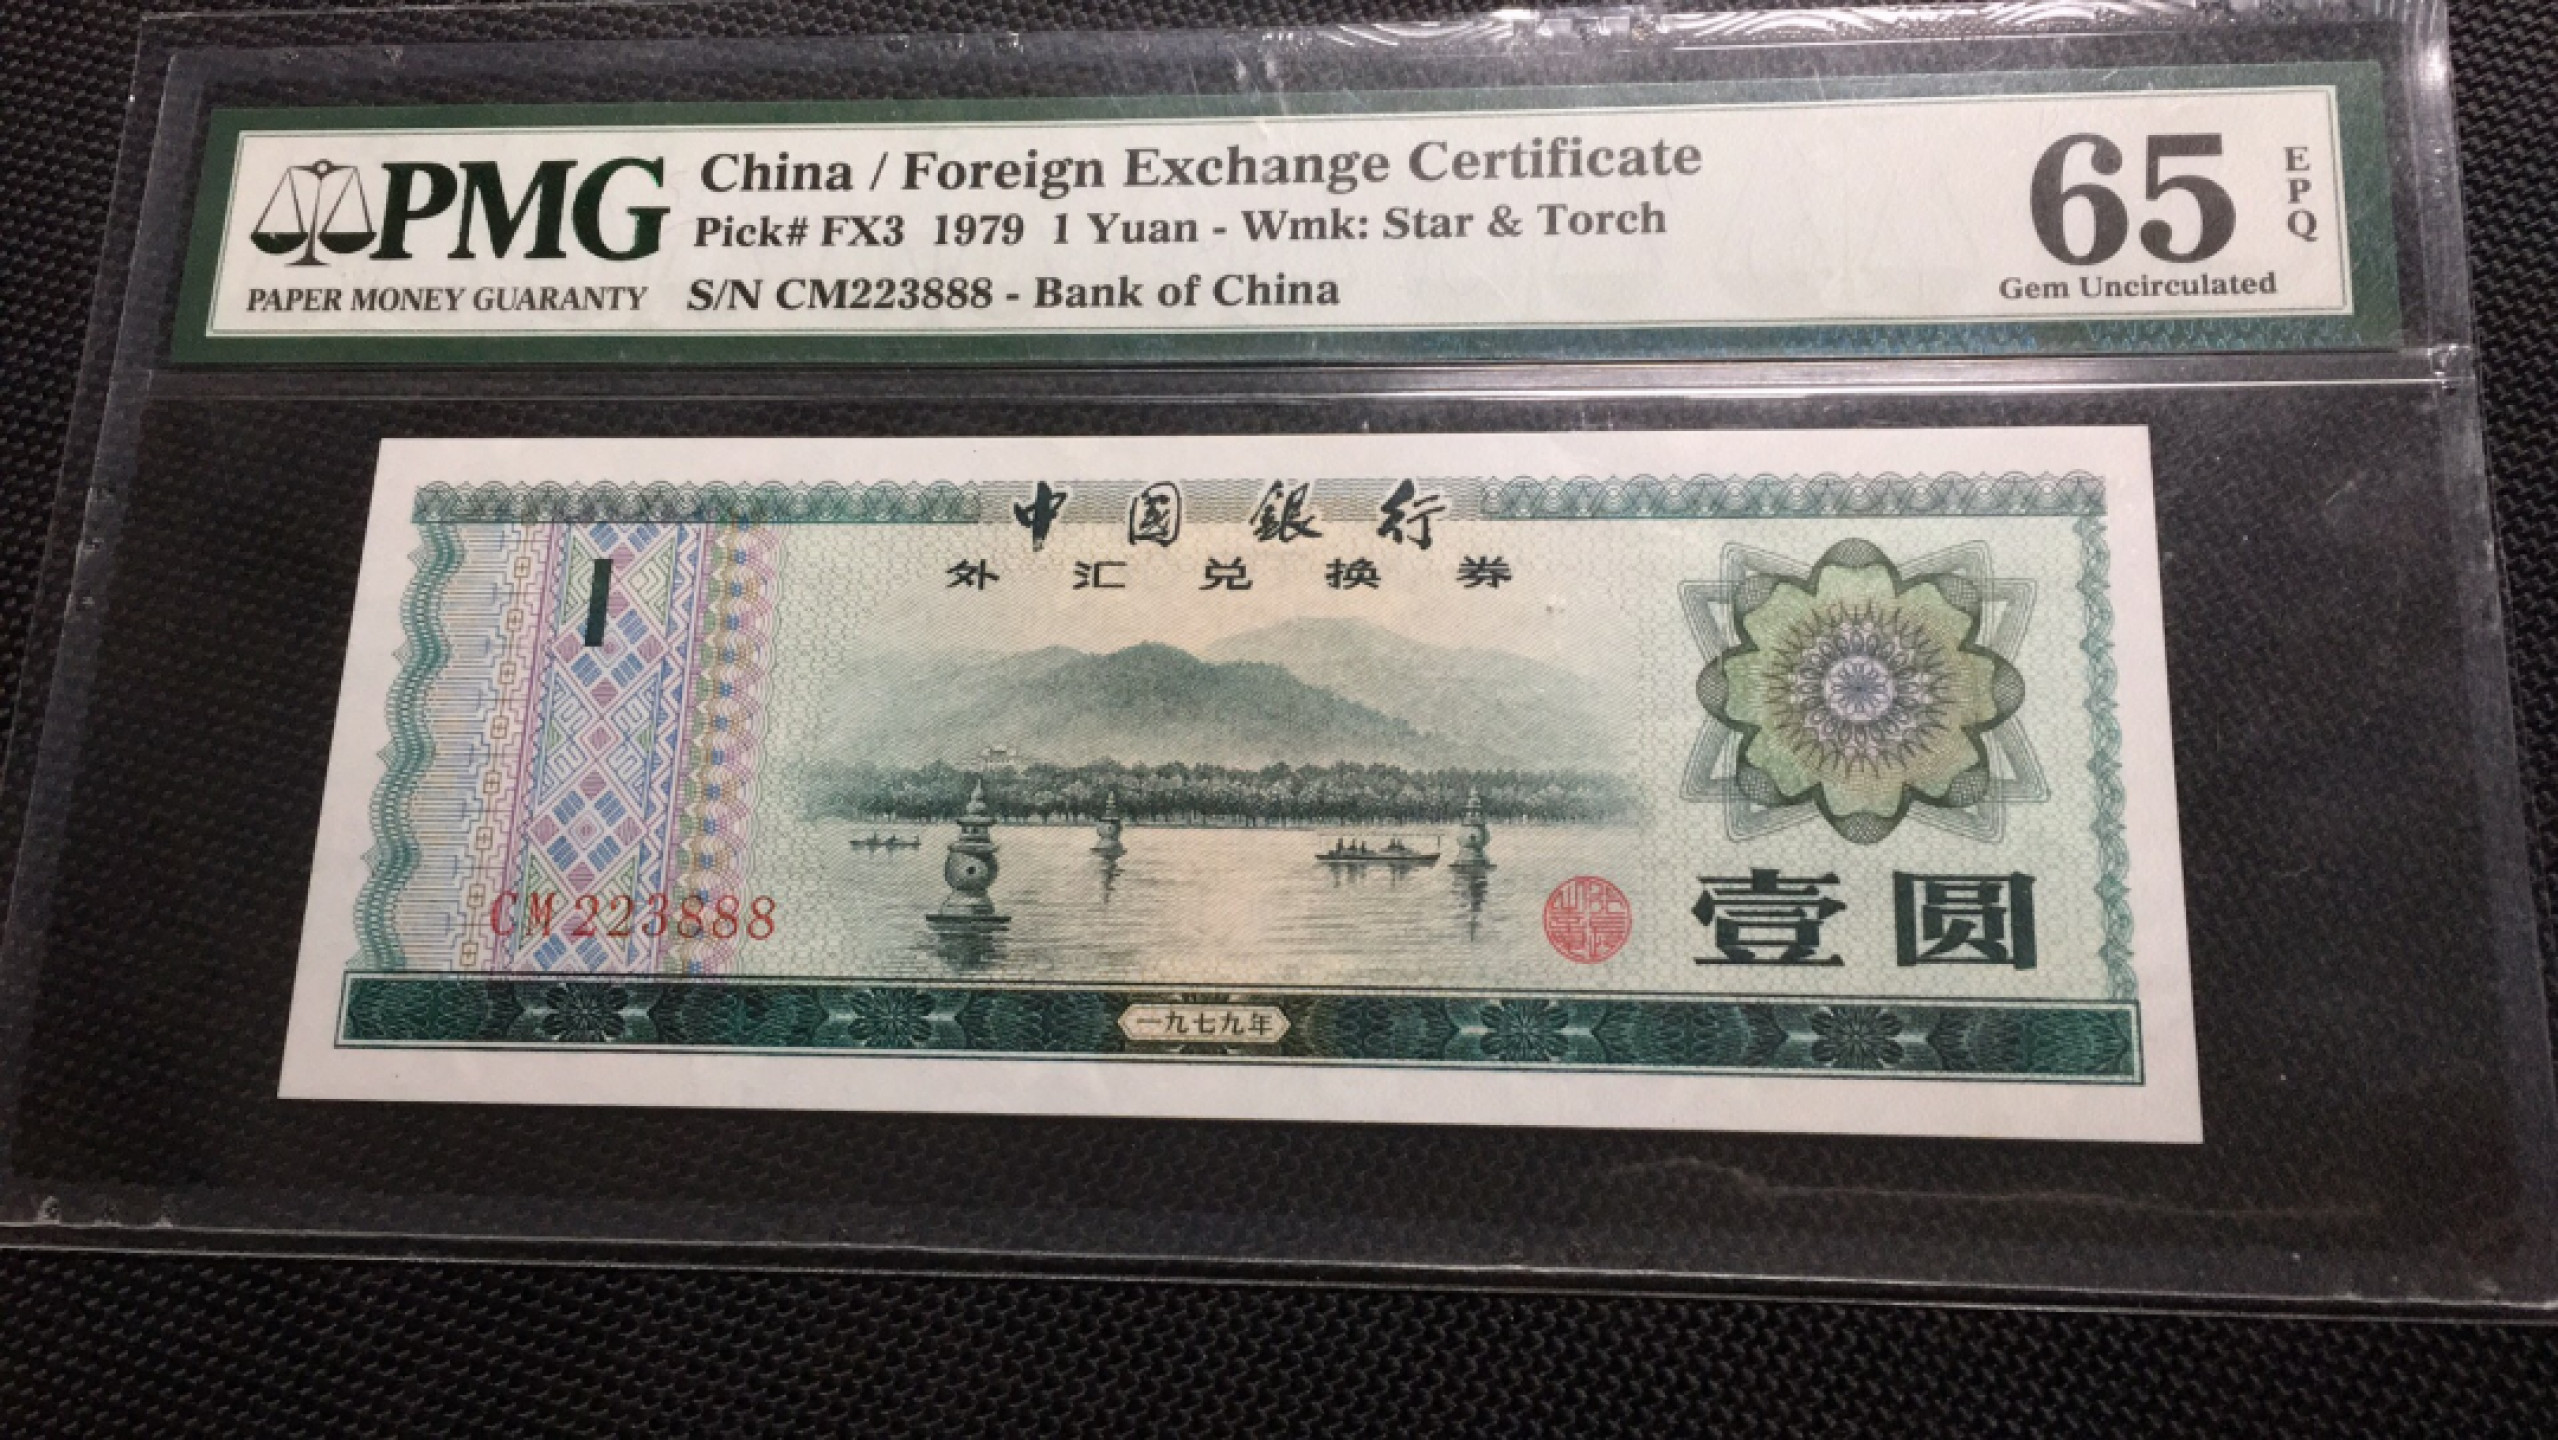 PMG
PAPER MONEY GUARANTY
China / Foreign Exchange Certificate
Pick# FX3 1979 1 Yuan - Wmk: Star & Torch
S/N CM223888 - Bank of China
65
EPQ
Gem Uncirculated
中國銀行
外汇兑换券
1
CM223888
壹圆
一九七九年